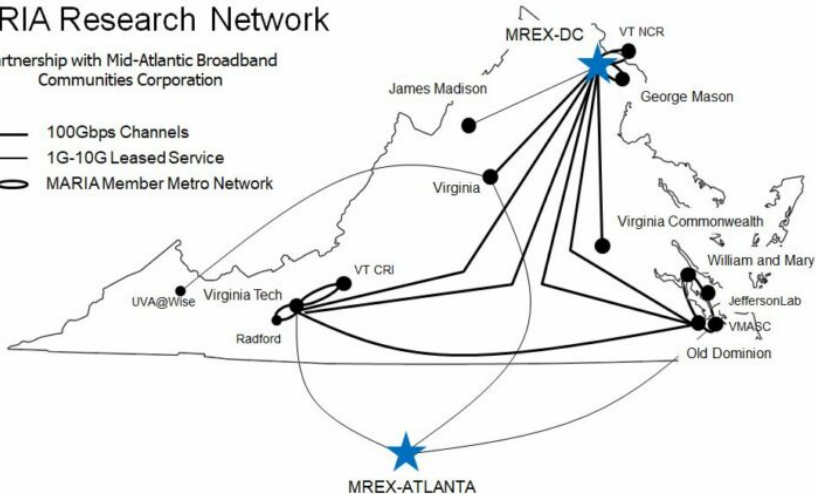 RIA Research Network
rtnership with Mid-Atlantic Broadband
Communities Corporation
100Gbps Channels
1G-10G Leased Service
MARIA Member Metro Network
MREX-DC
VT NCR
James Madison
George Mason
Virginia
Virginia Commonwealth
William and Mary
VT CRI
UVA@Wise
Virginia Tech
JeffersonLab
VMASC
Radford
Old Dominion
MREX-ATLANTA